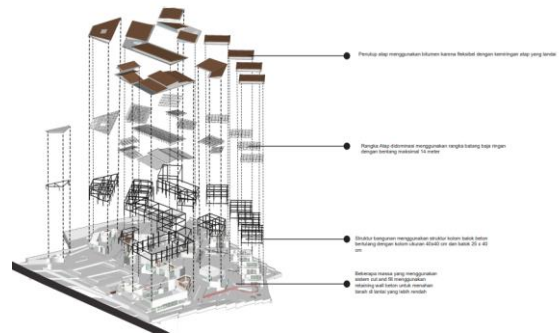 Penutup atap menggunakan bitumen karena fleksibel dengan kemiringan atap yang landai
Rangka Atap didominasi menggunakan rangka batang baja ringan
dengan bentang maksimal 14 meter
Struktur bangunan menggunakan struktur kolom balok beton
bertulang dengan kolom ukuran 40x40 cm dan balok 25 x 40
cm
Beberapa massa yang menggunakan
sistem cut and fill menggunakan
retaining wall beton untuk menahan
tanah di lantai yang lebih rendah